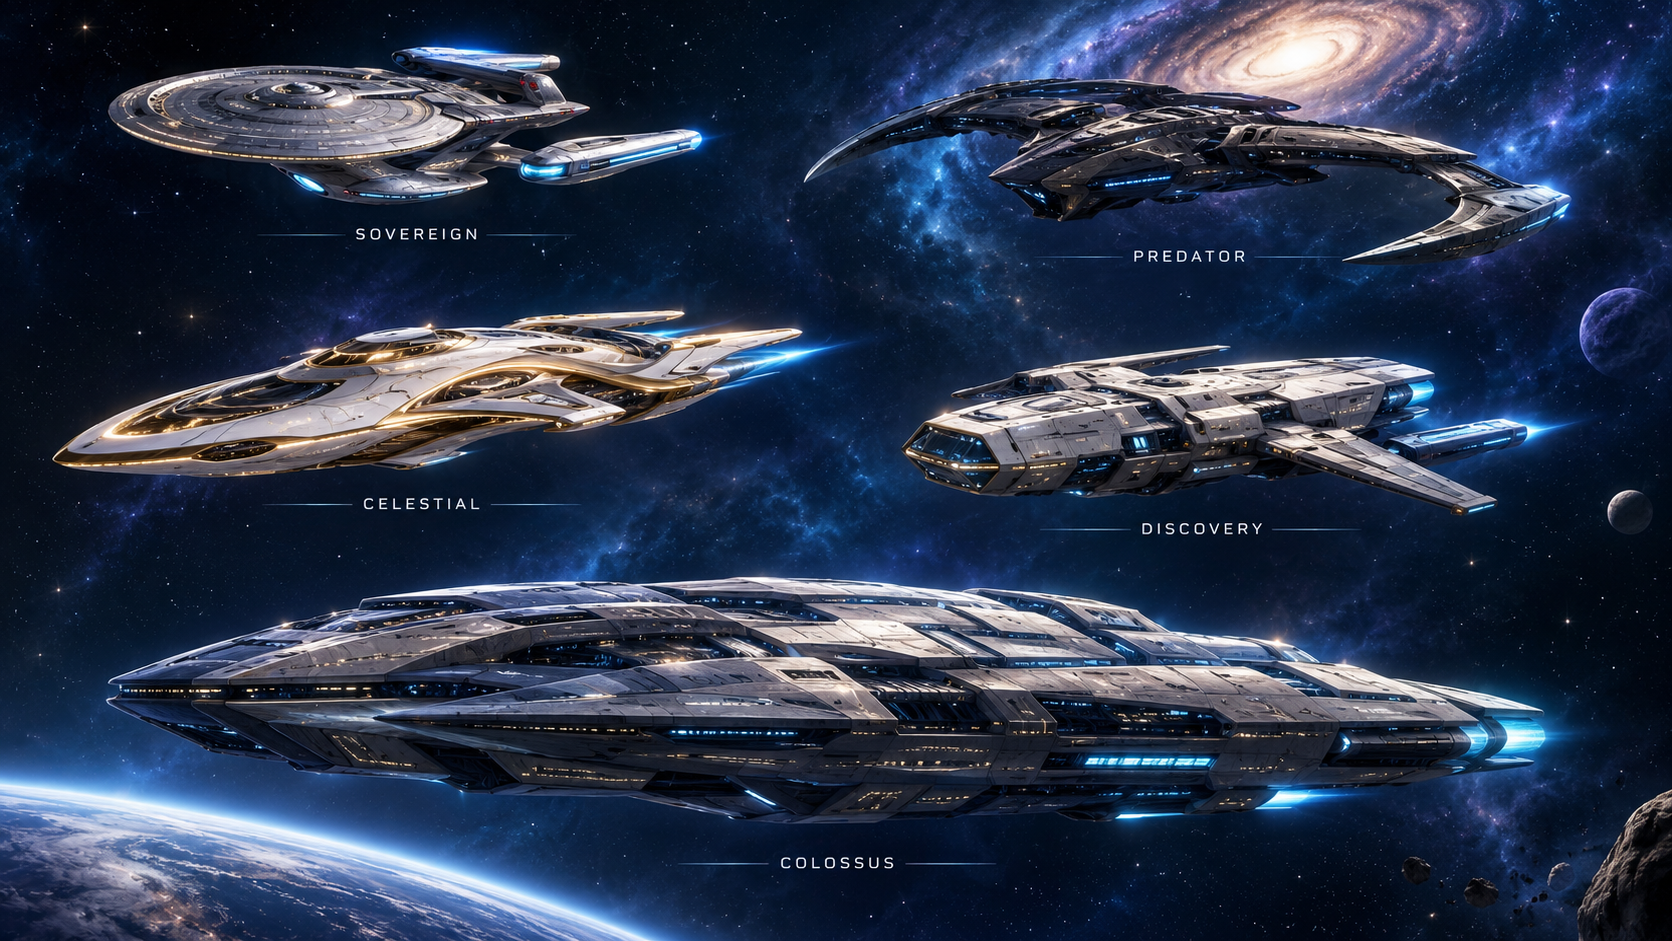 SOVEREIGN
PREDATOR
CELESTIAL
DISCOVERY
COLOSSUS